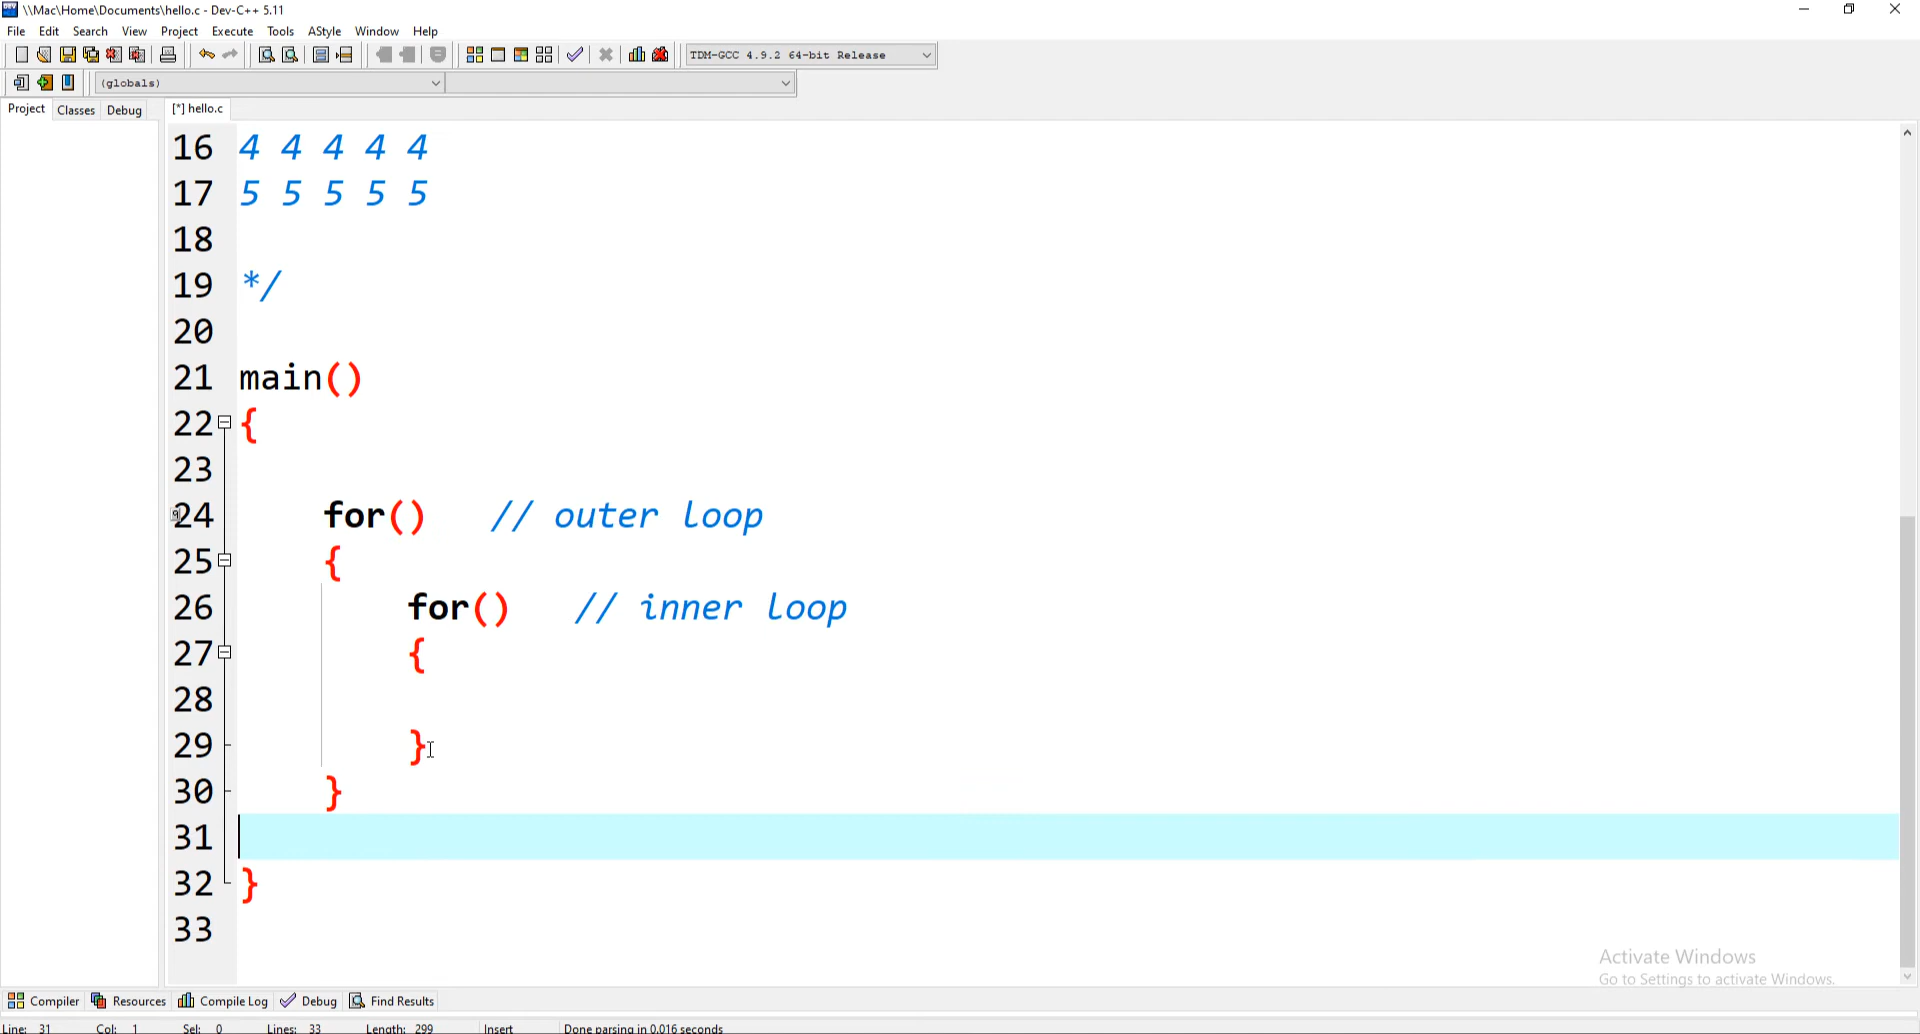 \\Mac\Home\Documents\hello.c - Dev-C++ 5.11
File Edit Search View Project Execute Tools AStyle Window Help
TDM-GCC 4.9.2 64-bit Release
(globals)
Project Classes Debug [*] hello.c
16 4 4 4 4 4
17 5 5 5 5 5
18
19 */
20
21 main()
22 {
23
24 for() // outer loop
25 {
26 for() // inner loop
27 {
28
29 }
30 }
31
32 }
33
Activate Windows
Go to Settings to activate Windows.
Compiler Resources Compile Log Debug Find Results
Line: 31 Col: 1 Sel: 0 Lines: 33 Length: 299 Insert Done parsing in 0.016 seconds